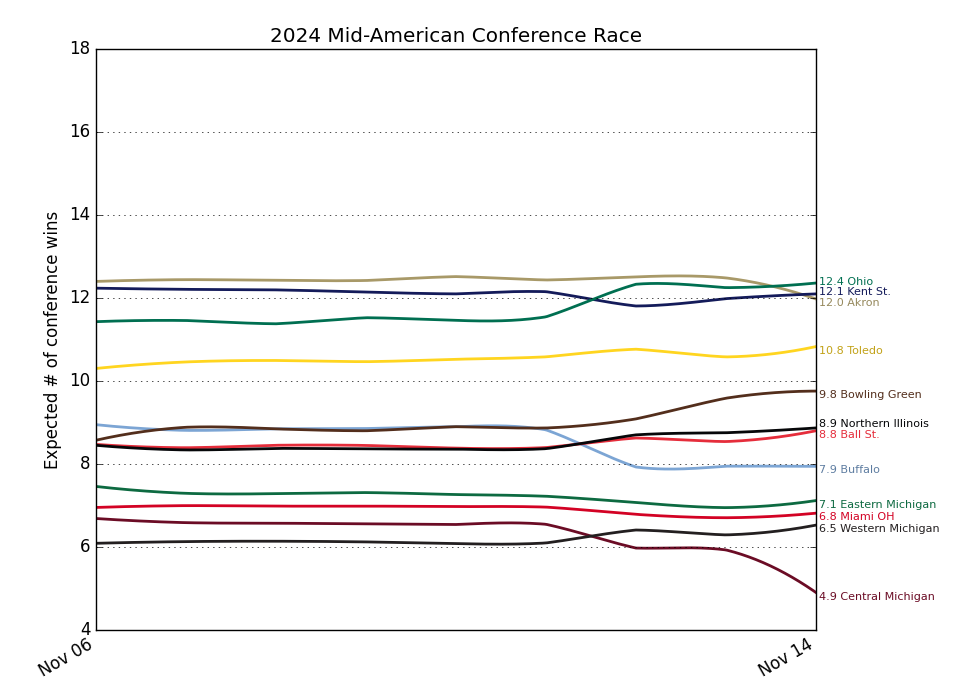 2024 Mid-American Conference Race
Expected # of conference wins
18
16
14
12
10
8
6
4
Nov 06
Nov 14
12.4 Ohio
12.1 Kent St.
12.0 Akron
10.8 Toledo
9.8 Bowling Green
8.9 Northern Illinois
8.8 Ball St.
7.9 Buffalo
7.1 Eastern Michigan
6.8 Miami OH
6.5 Western Michigan
4.9 Central Michigan